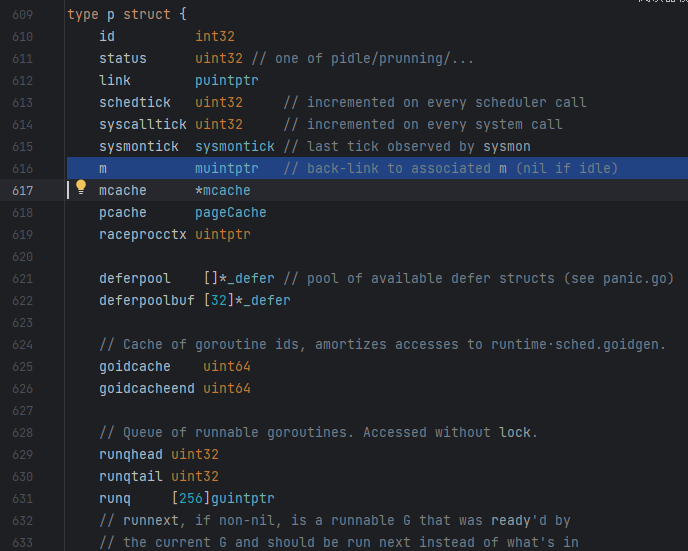 609 type p struct {
610 id int32
611 status uint32 // one of pidle/prunning/...
612 link puintptr
613 schedtick uint32 // incremented on every scheduler call
614 syscalltick uint32 // incremented on every system call
615 sysmontick sysmontick // last tick observed by sysmon
616 m muintptr // back-link to associated m (nil if idle)
617 mcache *mcache
618 pcache pageCache
619 raceprocctx uintptr
620
621 deferpool []*_defer // pool of available defer structs (see panic.go)
622 deferpoolbuf [32]*_defer
623
624 // Cache of goroutine ids, amortizes accesses to runtime·sched.goidgen.
625 goidcache uint64
626 goidcacheend uint64
627
628 // Queue of runnable goroutines. Accessed without lock.
629 runqhead uint32
630 runqtail uint32
631 runq [256]guintptr
632 // runnext, if non-nil, is a runnable G that was ready'd by
633 // the current G and should be run next instead of what's in